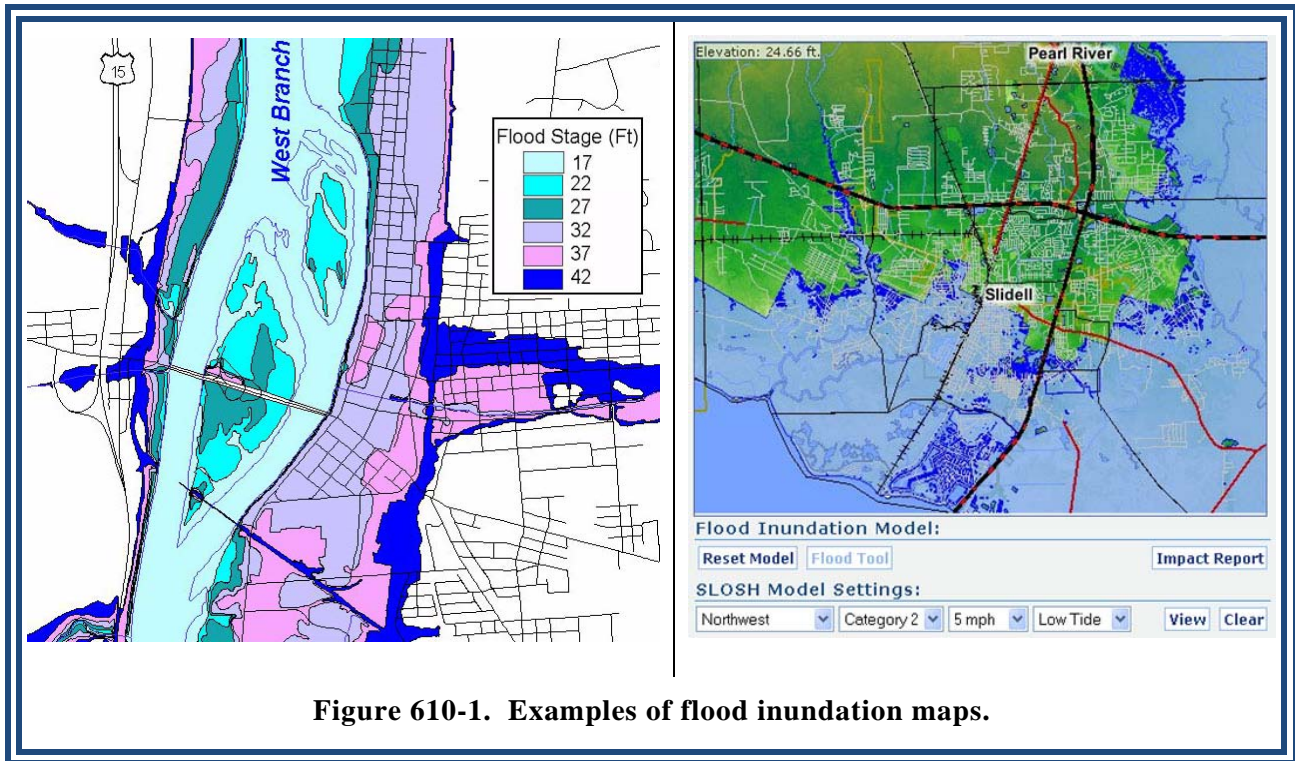 15
West Branch
Flood Stage (Ft)
17
22
27
32
37
42
Elevation: 24.66 ft.
Pearl River
Slidell
Flood Inundation Model:
Reset Model Flood Tool Impact Report
SLOSH Model Settings:
Northwest Category 2 5 mph Low Tide View Clear
Figure 610-1. Examples of flood inundation maps.